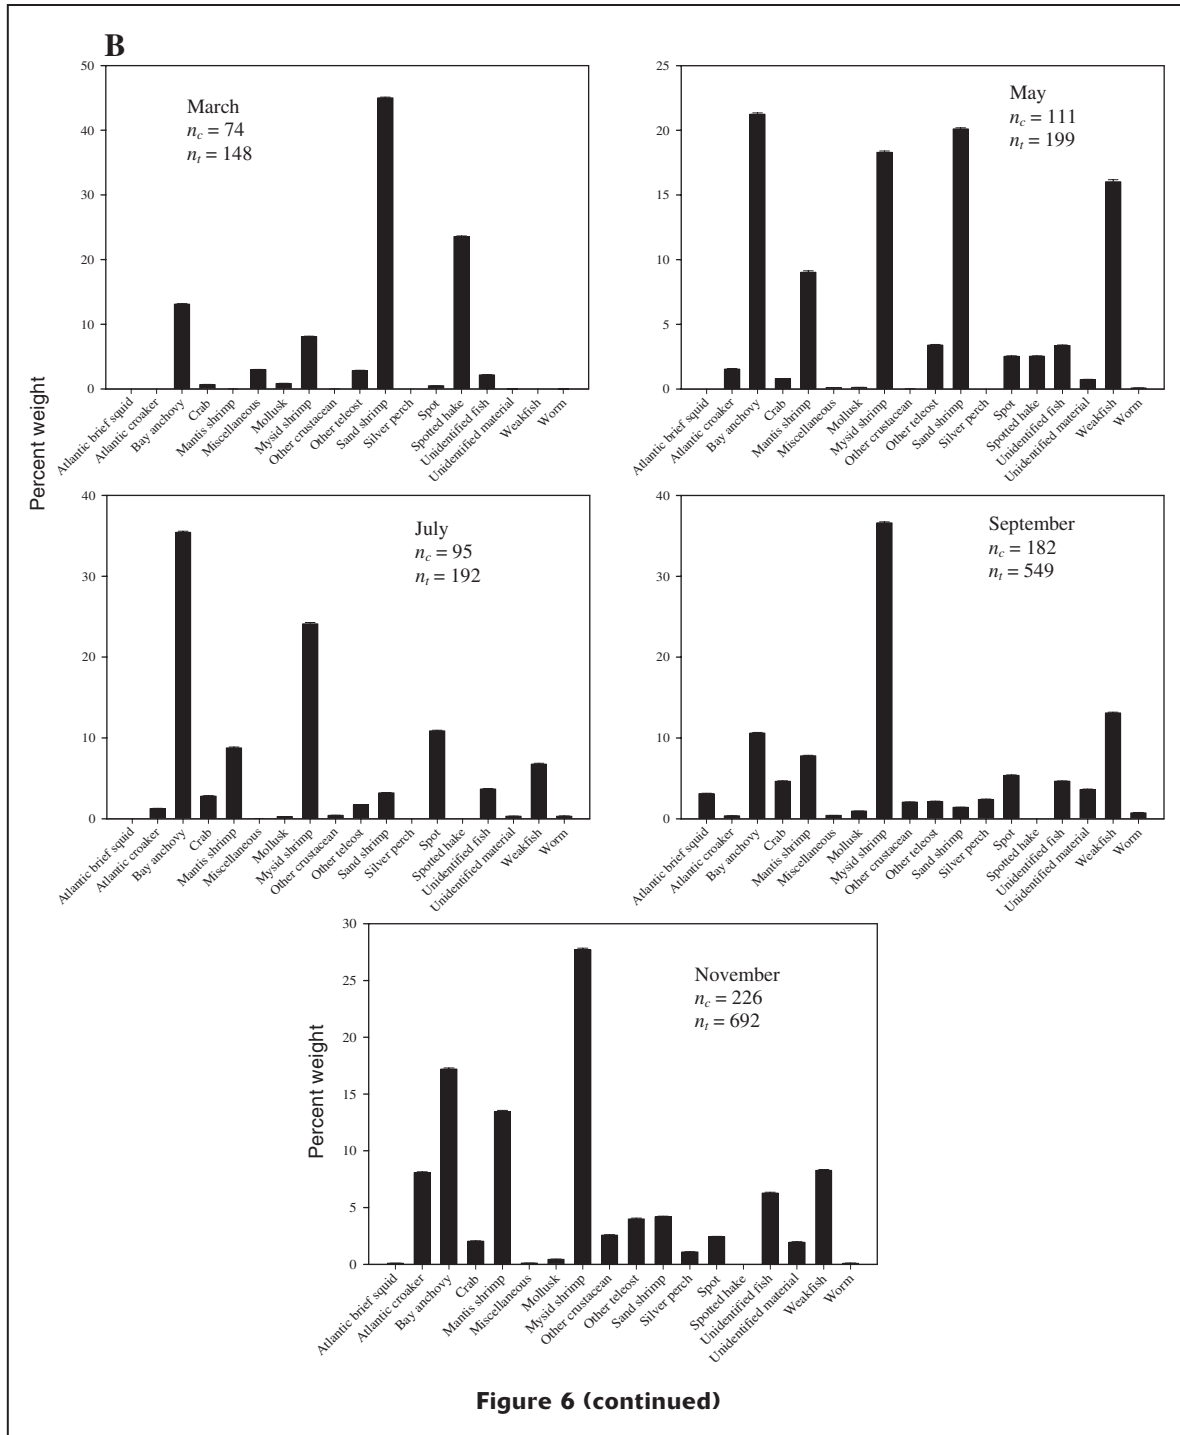 B
Percent weight
50
40
30
20
10
0
March
n_c = 74
n_t = 148
Atlantic brief squid
Atlantic croaker
Bay anchovy
Crab
Mantis shrimp
Miscellaneous
Mollusk
Mysid shrimp
Other crustacean
Other teleost
Sand shrimp
Silver perch
Spot
Spotted hake
Unidentified fish
Unidentified material
Weakfish
Worm
25
20
15
10
5
0
May
n_c = 111
n_t = 199
Atlantic brief squid
Atlantic croaker
Bay anchovy
Crab
Mantis shrimp
Miscellaneous
Mollusk
Mysid shrimp
Other crustacean
Other teleost
Sand shrimp
Silver perch
Spot
Spotted hake
Unidentified fish
Unidentified material
Weakfish
Worm
40
30
20
10
0
July
n_c = 95
n_t = 192
Atlantic brief squid
Atlantic croaker
Bay anchovy
Crab
Mantis shrimp
Miscellaneous
Mollusk
Mysid shrimp
Other crustacean
Other teleost
Sand shrimp
Silver perch
Spot
Spotted hake
Unidentified fish
Unidentified material
Weakfish
Worm
40
30
20
10
0
September
n_c = 182
n_t = 549
Atlantic brief squid
Atlantic croaker
Bay anchovy
Crab
Mantis shrimp
Miscellaneous
Mollusk
Mysid shrimp
Other crustacean
Other teleost
Sand shrimp
Silver perch
Spot
Spotted hake
Unidentified fish
Unidentified material
Weakfish
Worm
Percent weight
30
25
20
15
10
5
0
November
n_c = 226
n_t = 692
Atlantic brief squid
Atlantic croaker
Bay anchovy
Crab
Mantis shrimp
Miscellaneous
Mollusk
Mysid shrimp
Other crustacean
Other teleost
Sand shrimp
Silver perch
Spot
Spotted hake
Unidentified fish
Unidentified material
Weakfish
Worm
Figure 6 (continued)